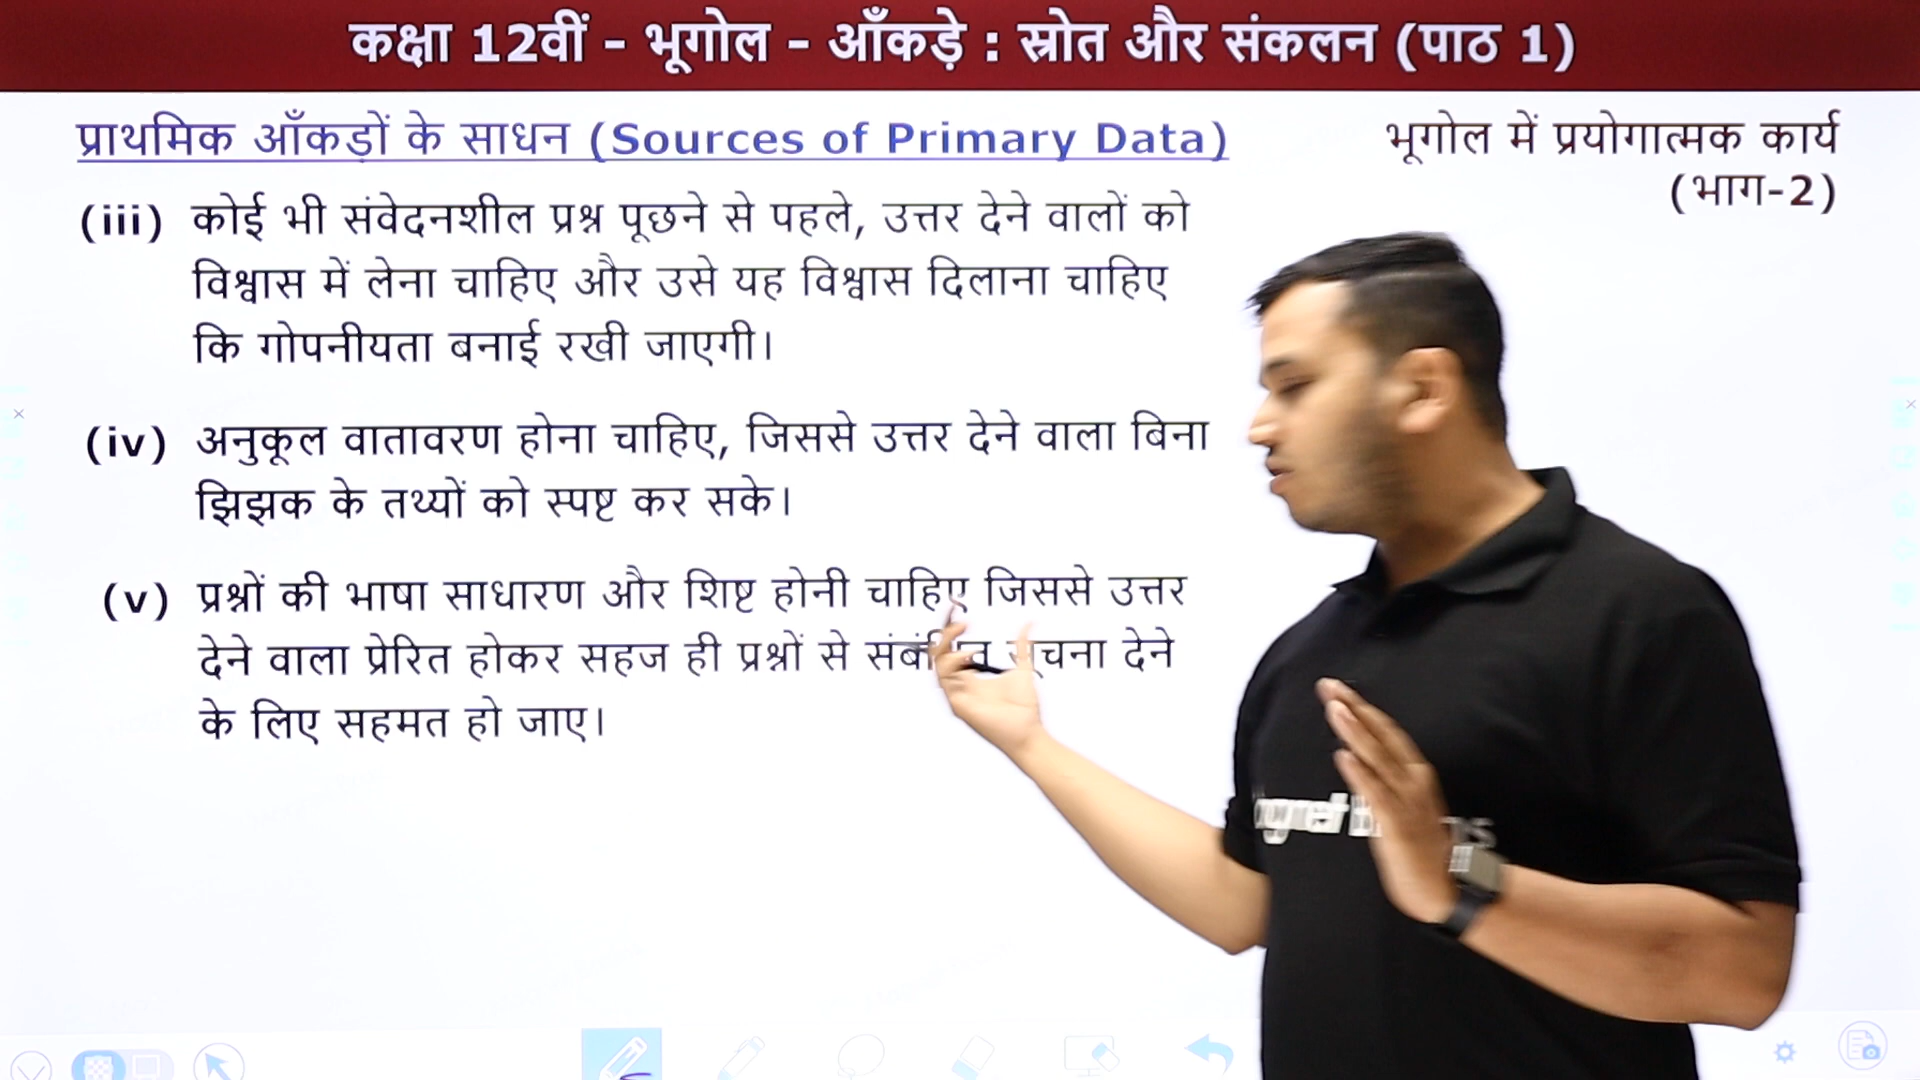 कक्षा 12वीं - भूगोल - आँकड़े : स्रोत और संकलन (पाठ 1)
प्राथमिक आँकड़ों के साधन (Sources of Primary Data)
भूगोल में प्रयोगात्मक कार्य
(भाग-2)
(iii) कोई भी संवेदनशील प्रश्न पूछने से पहले, उत्तर देने वालों को
विश्वास में लेना चाहिए और उसे यह विश्वास दिलाना चाहिए
कि गोपनीयता बनाई रखी जाएगी।
(iv) अनुकूल वातावरण होना चाहिए, जिससे उत्तर देने वाला बिना
झिझक के तथ्यों को स्पष्ट कर सके।
(v) प्रश्नों की भाषा साधारण और शिष्ट होनी चाहिए जिससे उत्तर
देने वाला प्रेरित होकर सहज ही प्रश्नों से देने
के लिए सहमत हो जाए।